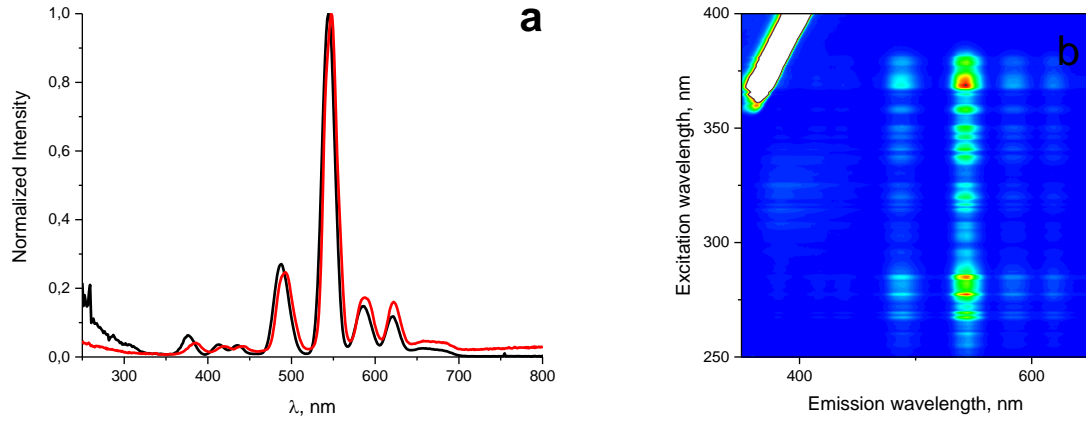 a
1,0
0,8
0,6
0,4
0,2
0,0
Normalized Intensity
300 400 500 600 700 800
λ, nm
b
400
350
300
250
Excitation wavelength, nm
400 600
Emission wavelength, nm